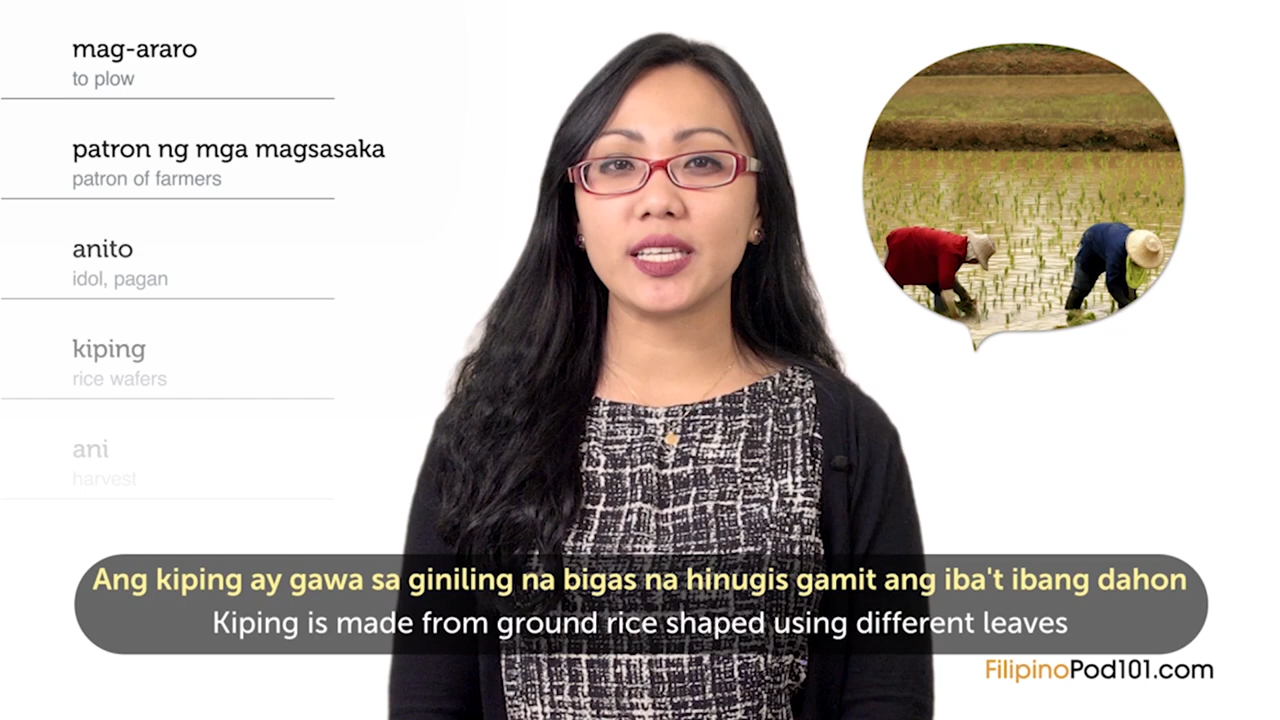 mag-araro
to plow
patron ng mga magsasaka
patron of farmers
anito
idol, pagan
kiping
rice wafers
ani
harvest
Ang kiping ay gawa sa giniling na bigas na hinugis gamit ang iba't ibang dahon
Kiping is made from ground rice shaped using different leaves
FilipinoPod101.com